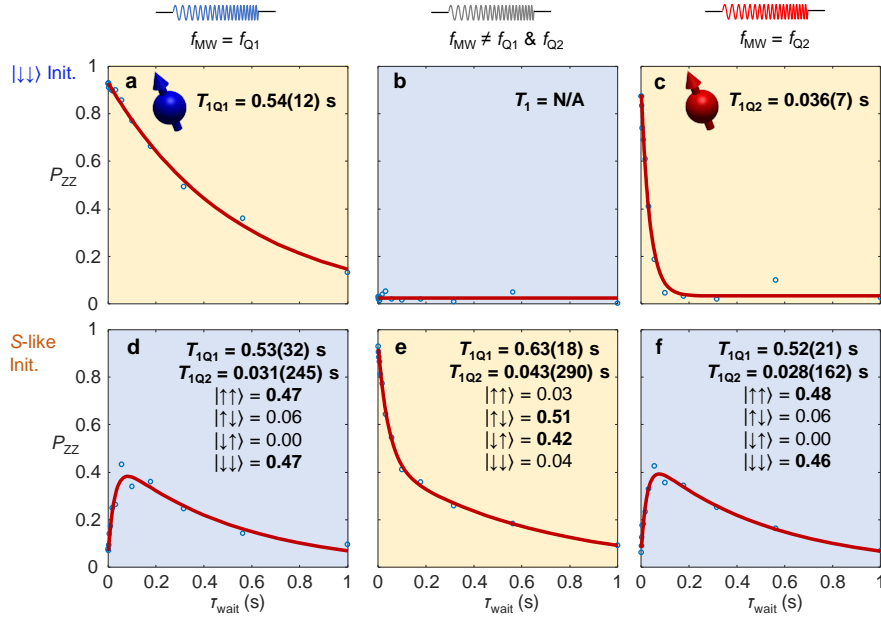 f_MW = f_Q1
f_MW ≠ f_Q1 & f_Q2
f_MW = f_Q2
|↓↓⟩ Init.
a
T_1Q1 = 0.54(12) s
b
T_1 = N/A
c
T_1Q2 = 0.036(7) s
1
0.8
0.6
0.4
0.2
0
P_ZZ
S-like
Init.
d
T_1Q1 = 0.53(32) s
T_1Q2 = 0.031(245) s
|↑↑⟩ = 0.47
|↑↓⟩ = 0.06
|↓↑⟩ = 0.00
|↓↓⟩ = 0.47
e
T_1Q1 = 0.63(18) s
T_1Q2 = 0.043(290) s
|↑↑⟩ = 0.03
|↑↓⟩ = 0.51
|↓↑⟩ = 0.42
|↓↓⟩ = 0.04
f
T_1Q1 = 0.52(21) s
T_1Q2 = 0.028(162) s
|↑↑⟩ = 0.48
|↑↓⟩ = 0.06
|↓↑⟩ = 0.00
|↓↓⟩ = 0.46
1
0.8
0.6
0.4
0.2
0
P_ZZ
0 0.2 0.4 0.6 0.8 1
0 0.2 0.4 0.6 0.8 1
0 0.2 0.4 0.6 0.8 1
τ_wait (s)
τ_wait (s)
τ_wait (s)